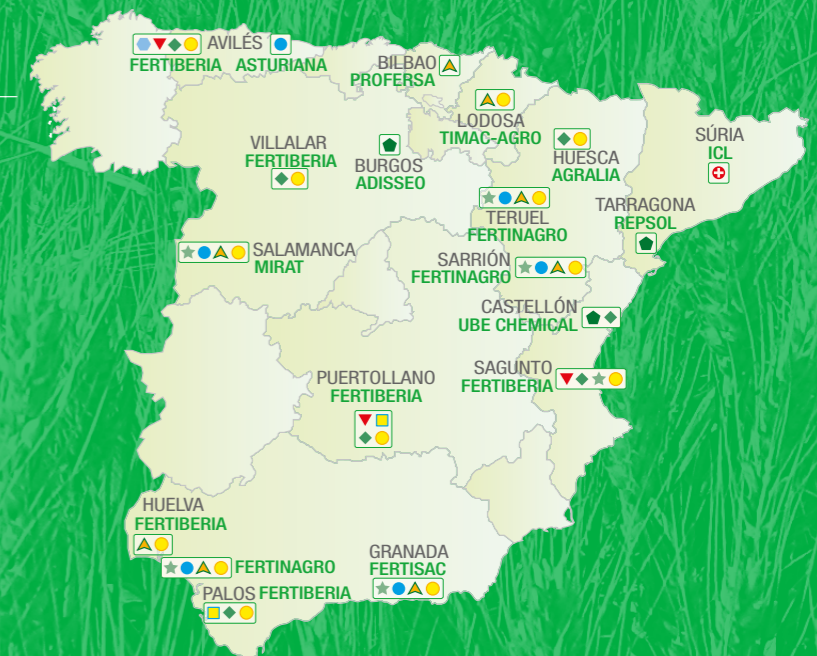 AVILÉS
FERTIBERIA ASTURIANA
BILBAO
PROFERSA
LODOSA
TIMAC-AGRO
VILLALAR
FERTIBERIA
BURGOS
ADISSEO
HUESCA
AGRALIA
SÚRIA
ICL
TARRAGONA
REPSOL
TERUEL
FERTINAGRO
SALAMANCA
MIRAT
SARRIÓN
FERTINAGRO
CASTELLÓN
UBE CHEMICAL
SAGUNTO
FERTIBERIA
PUERTOLLANO
FERTIBERIA
HUELVA
FERTIBERIA
FERTINAGRO
GRANADA
FERTISAC
PALOS FERTIBERIA